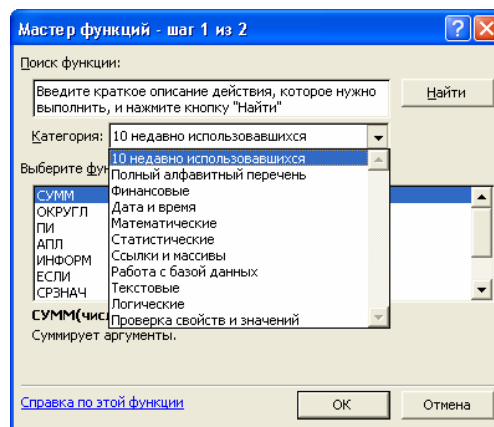 Мастер функций - шаг 1 из 2
Поиск функции:
Введите краткое описание действия, которое нужно
выполнить, и нажмите кнопку "Найти"
Найти
Категория: 10 недавно использовавшихся
10 недавно использовавшихся
Полный алфавитный перечень
Финансовые
Дата и время
Математические
Статистические
Ссылки и массивы
Работа с базой данных
Текстовые
Логические
Проверка свойств и значений
Выберите фун
СУММ
ОКРУГЛ
ПИ
АПЛ
ИНФОРМ
ЕСЛИ
СРЗНАЧ
СУММ(чис
Суммирует аргументы.
Справка по этой функции
ОК
Отмена